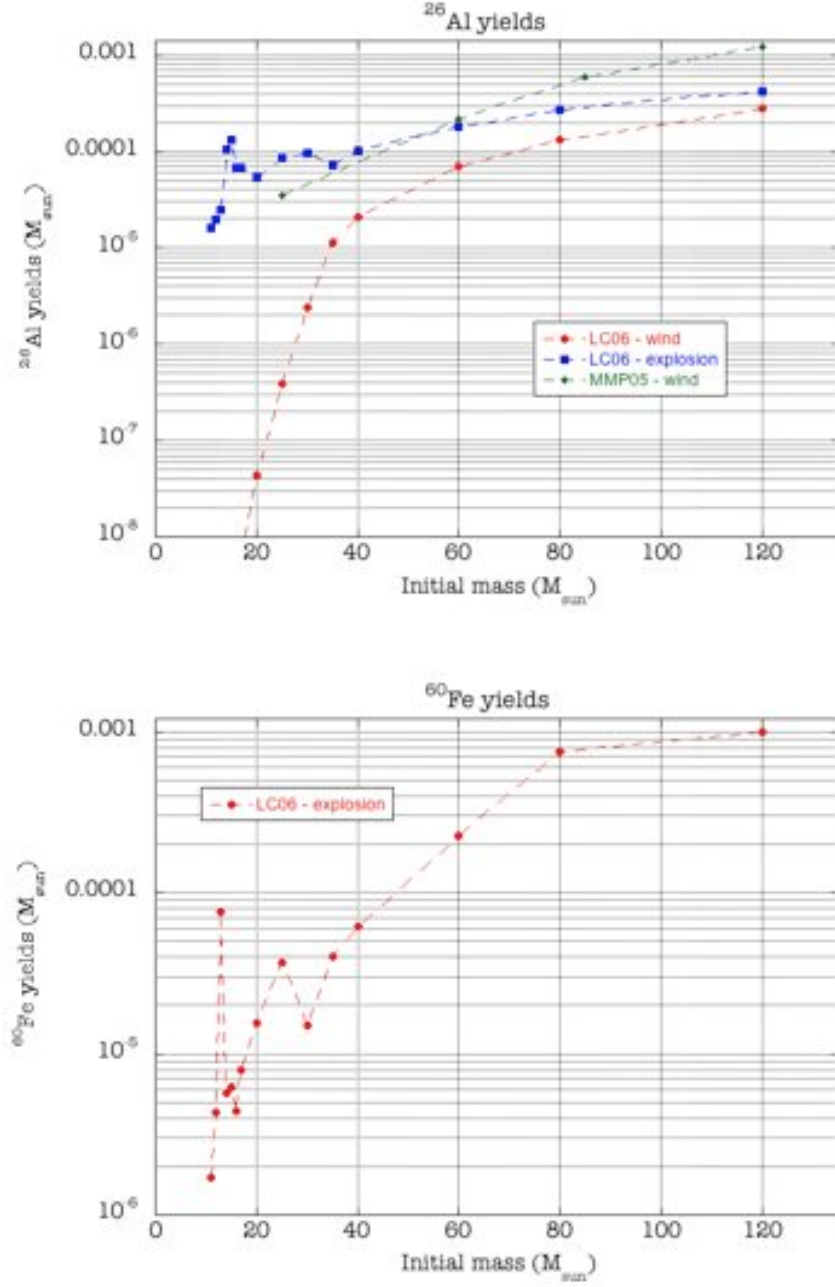 ²⁶Al yields
0.001
0.0001
10⁻⁵
10⁻⁶
10⁻⁷
10⁻⁸
²⁶Al yields (M_sun)
LC06 - wind
LC06 - explosion
MMP05 - wind
0 20 40 60 80 100 120
Initial mass (M_sun)
⁶⁰Fe yields
0.001
0.0001
10⁻⁵
10⁻⁶
⁶⁰Fe yields (M_sun)
LC06 - explosion
0 20 40 60 80 100 120
Initial mass (M_sun)